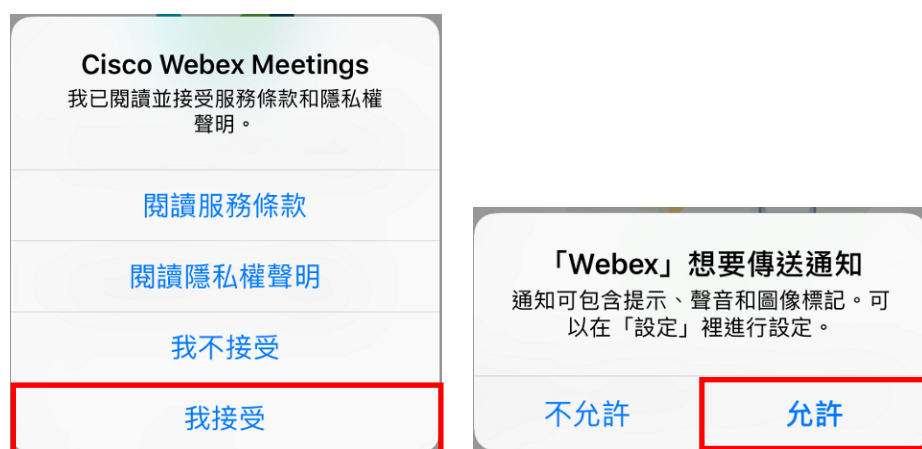 Cisco Webex Meetings
我已閱讀並接受服務條款和隱私權
聲明。
閱讀服務條款
閱讀隱私權聲明
我不接受
我接受
「Webex」想要傳送通知
通知可包含提示、聲音和圖像標記。可
以在「設定」裡進行設定。
不允許
允許